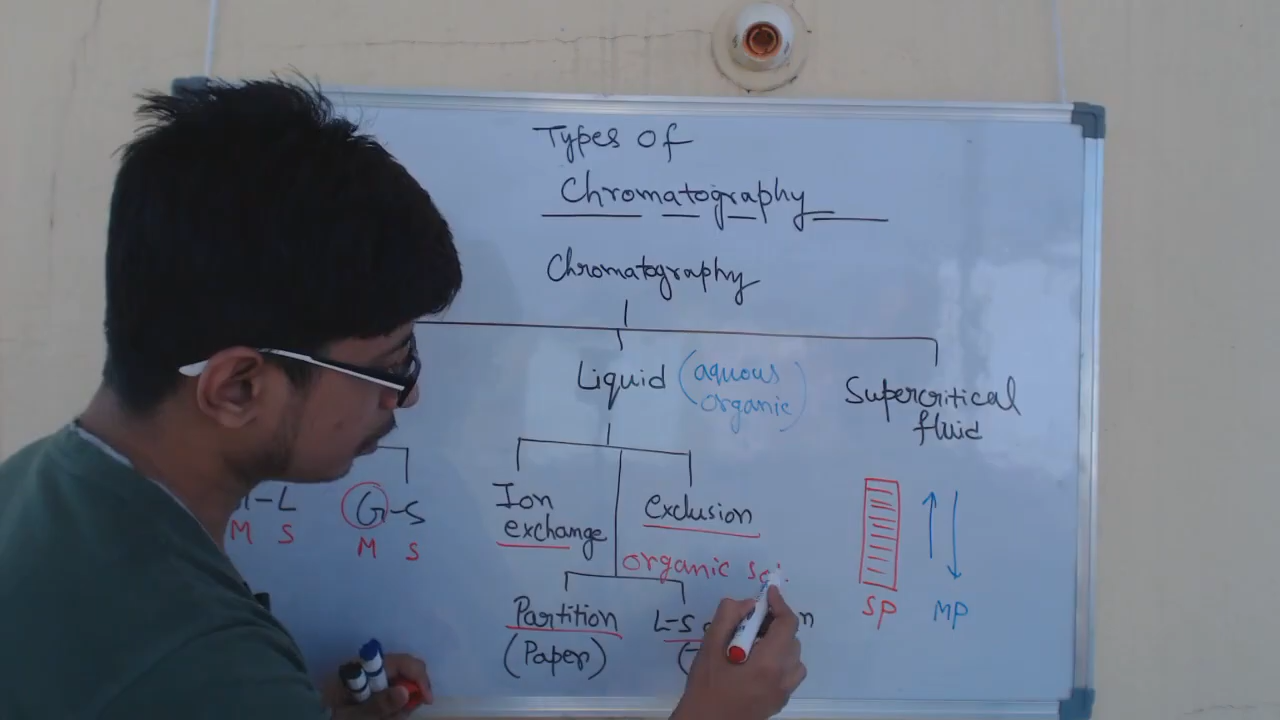 Types of
Chromatography
Chromatography
Liquid (aquous
organic)
Supercritical
fluid
-L
M S
G-S
M S
Ion
exchange
Exclusion
organic
Partition
(Paper)
L-S
SP
MP